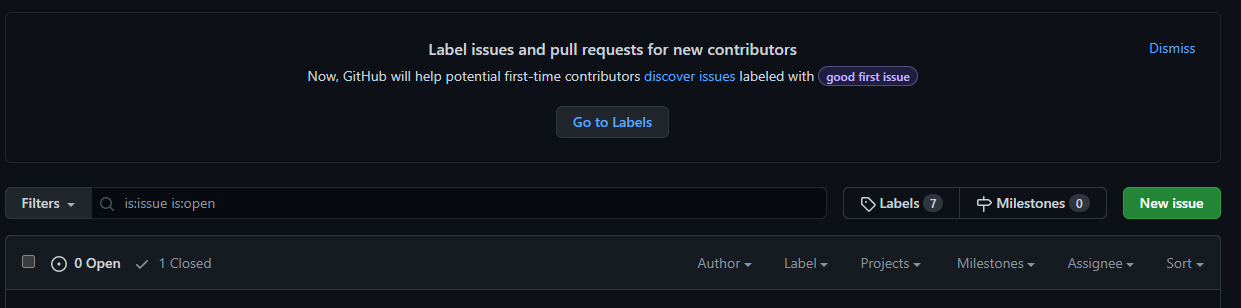 Label issues and pull requests for new contributors
Dismiss
Now, GitHub will help potential first-time contributors discover issues labeled with good first issue
Go to Labels
Filters is:issue is:open Labels 7 Milestones 0 New issue
0 Open 1 Closed Author Label Projects Milestones Assignee Sort